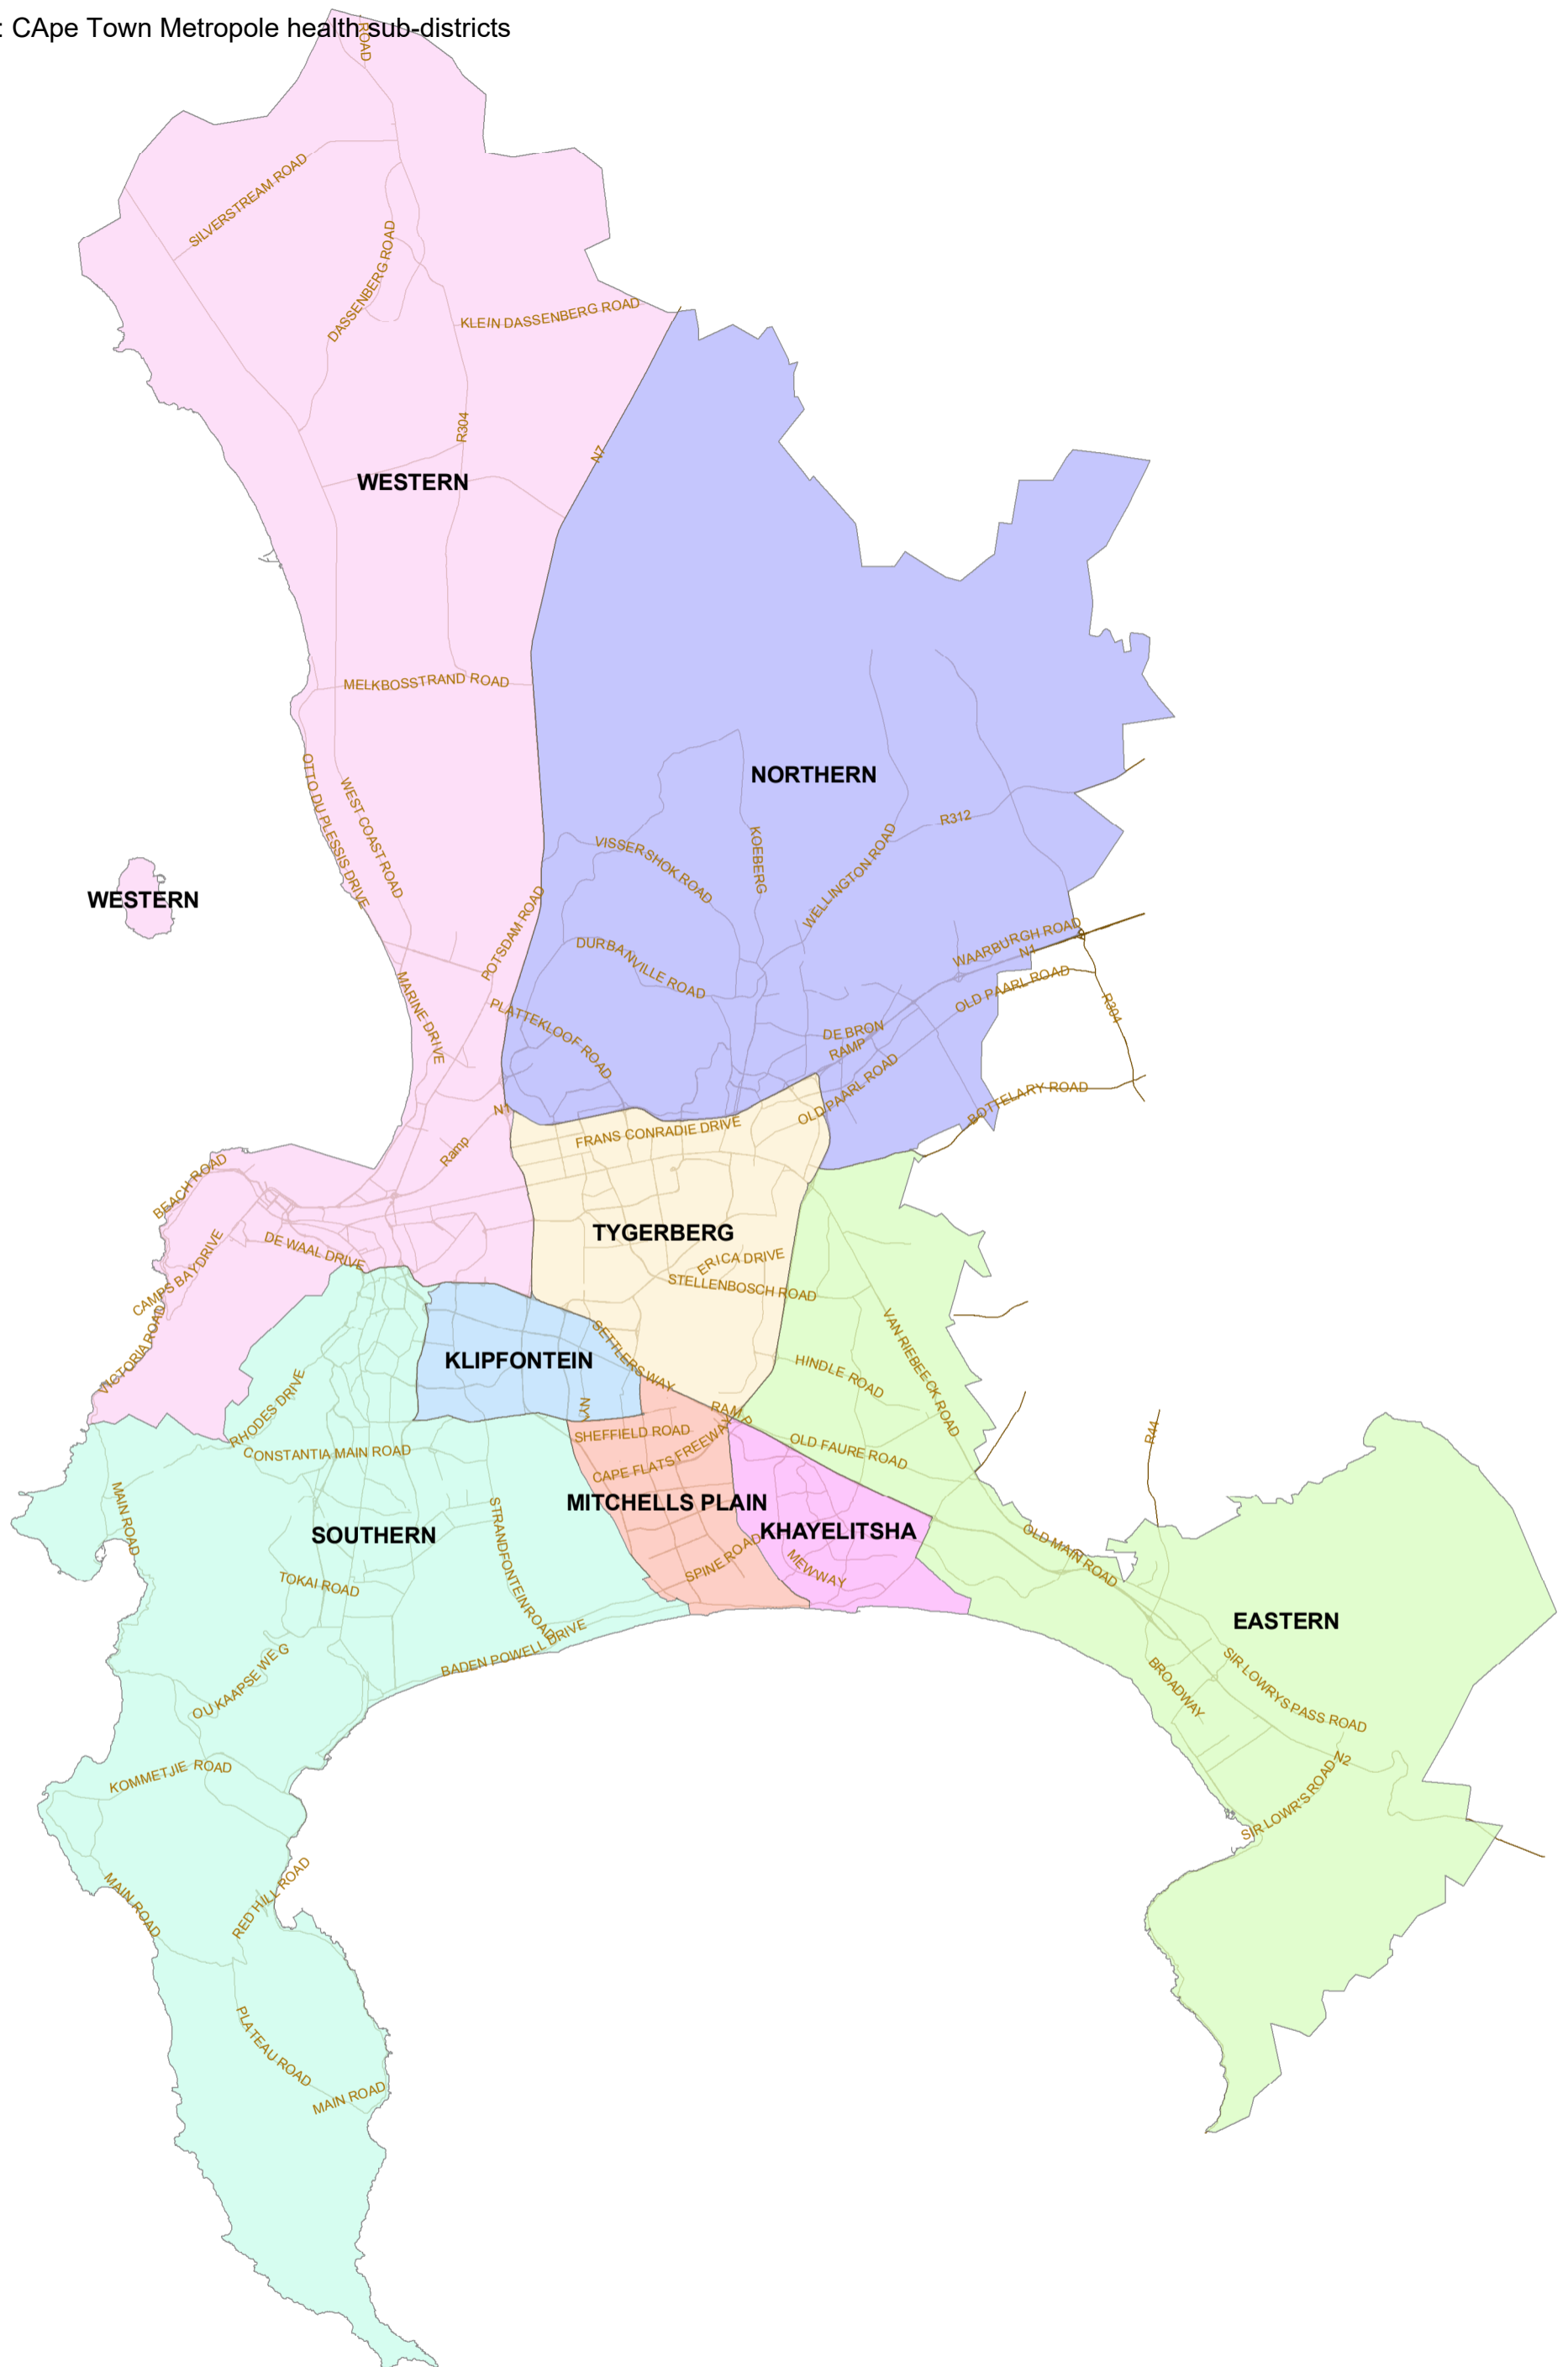 : CApe Town Metropole health sub-districts
ROAD
SILVERSTREAM ROAD
DASSENBERG ROAD
KLEIN DASSENBERG ROAD
R304
N7
WESTERN
MELKBOSSTRAND ROAD
NORTHERN
OTTO DU PLESSIS DRIVE
WEST COAST ROAD
VISSERSHOK ROAD
KOEBERG
WELLINGTON ROAD
R312
WESTERN
POTSDAM ROAD
DURBANVILLE ROAD
WAARBURGH ROAD
N1
OLD PAARL ROAD
R304
MARINE DRIVE
PLATTEKLOOF ROAD
DE BRON
RAMP
OLD PAARL ROAD
BOTTELARY ROAD
N1
FRANS CONRADIE DRIVE
Ramp
BEACH ROAD
DE WAAL DRIVE
CAMPS BAY DRIVE
TYGERBERG
ERICA DRIVE
STELLENBOSCH ROAD
VICTORIA ROAD
SETTLERS WAY
VAN RIEBEECK ROAD
KLIPFONTEIN
HINDLE ROAD
RHODES DRIVE
NY1
RAMP
SHEFFIELD ROAD
CONSTANTIA MAIN ROAD
OLD FAURE ROAD
R44
CAPE FLATS FREEWAY
MAIN ROAD
MITCHELLS PLAIN
SOUTHERN
STRANDFONTEIN ROAD
KHAYELITSHA
OLD MAIN ROAD
SPINE ROAD
MEWWAY
TOKAI ROAD
EASTERN
BADEN POWELL DRIVE
OU KAAPSE WEG
BROADWAY
SIR LOWRYS PASS ROAD
KOMMETJIE ROAD
N2
SIR LOWR'S ROAD
MAIN ROAD
RED HILL ROAD
PLATEAU ROAD
MAIN ROAD